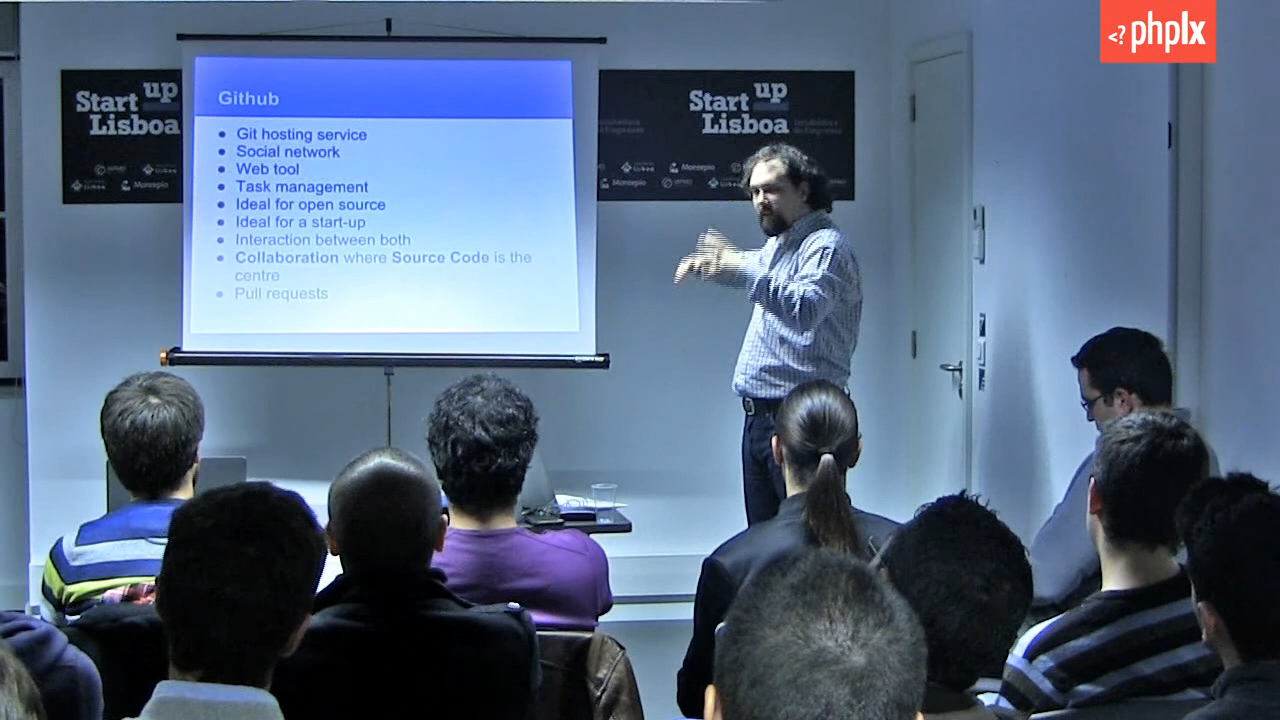 <? phplx
Start up
Lisboa
Github
Git hosting service
Social network
Web tool
Task management
Ideal for open source
Ideal for a start-up
Interaction between both
Collaboration where Source Code is the
centre
Pull requests
Start up
Lisboa
Montepio
Montepio
Montepio